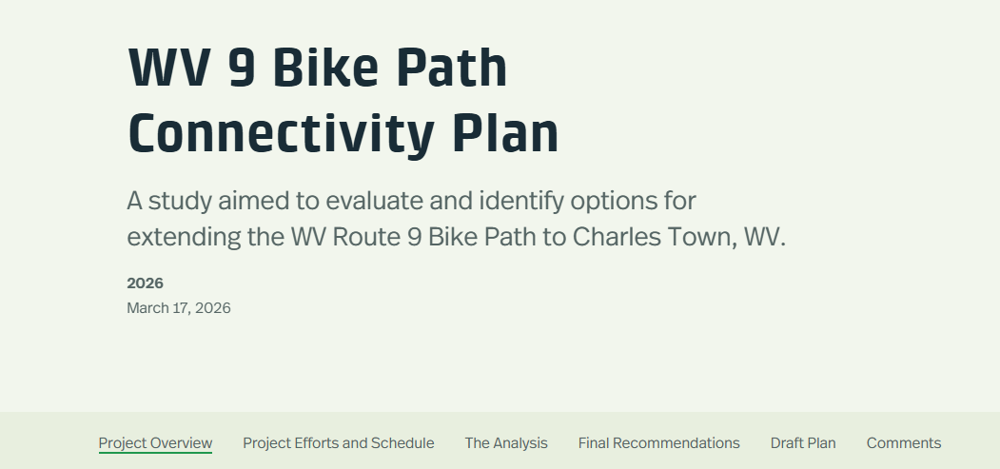 WV 9 Bike Path
Connectivity Plan
A study aimed to evaluate and identify options for
extending the WV Route 9 Bike Path to Charles Town, WV.
2026
March 17, 2026
Project Overview
Project Efforts and Schedule
The Analysis
Final Recommendations
Draft Plan
Comments